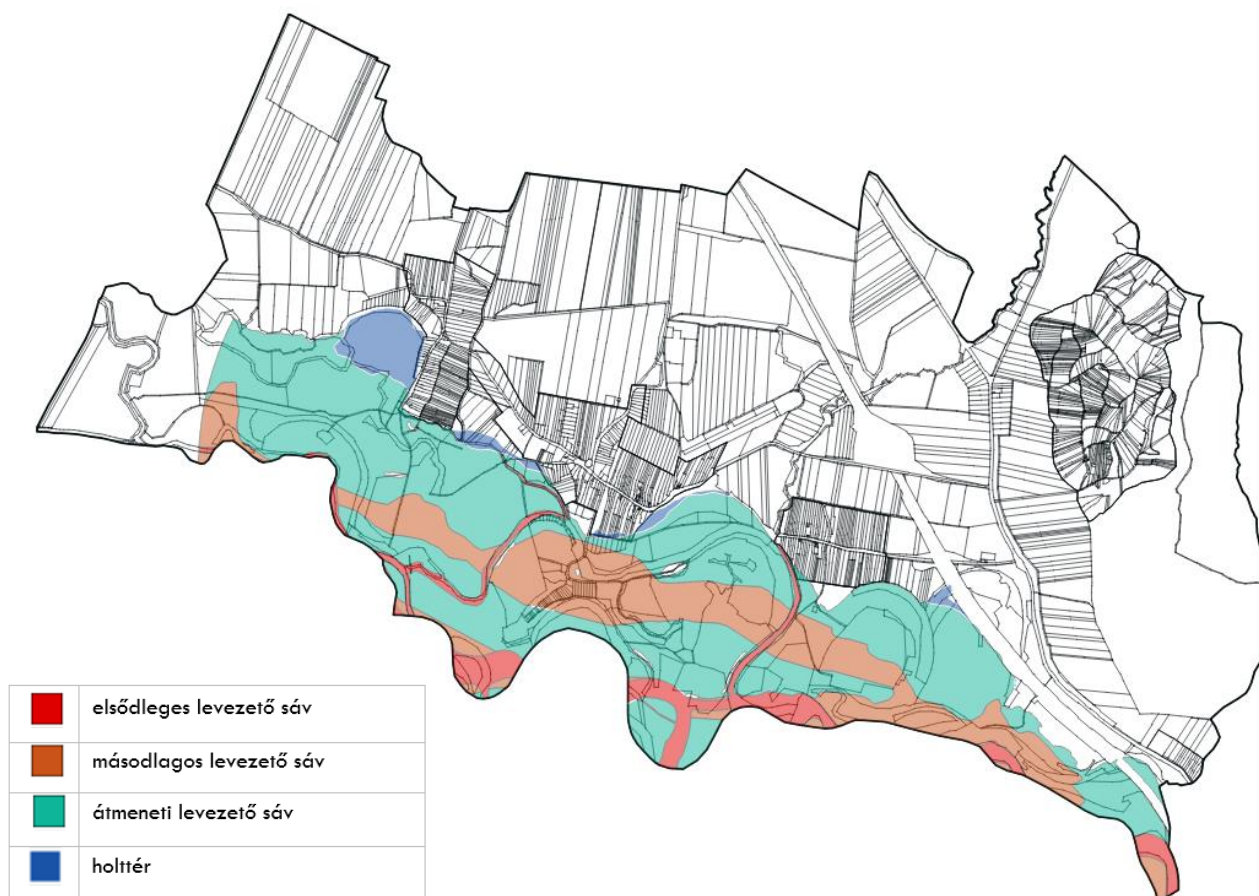 elsődleges levezető sáv
másodlagos levezető sáv
átmeneti levezető sáv
holttér